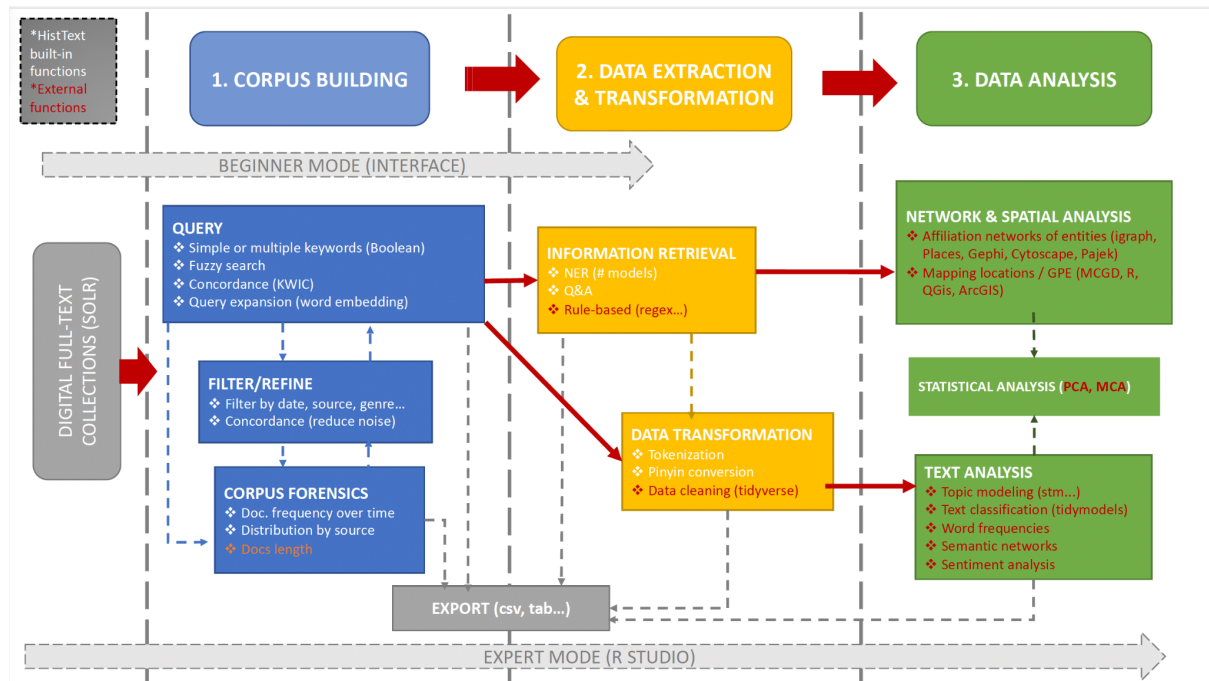 *HistText
built-in
functions
*External
functions
1. CORPUS BUILDING
2. DATA EXTRACTION
& TRANSFORMATION
3. DATA ANALYSIS
BEGINNER MODE (INTERFACE)
DIGITAL FULL-TEXT
COLLECTIONS (SOLR)
QUERY
❖ Simple or multiple keywords (Boolean)
❖ Fuzzy search
❖ Concordance (KWIC)
❖ Query expansion (word embedding)
FILTER/REFINE
❖ Filter by date, source, genre…
❖ Concordance (reduce noise)
CORPUS FORENSICS
❖ Doc. frequency over time
❖ Distribution by source
❖ Docs length
INFORMATION RETRIEVAL
❖ NER (# models)
❖ Q&A
❖ Rule-based (regex…)
DATA TRANSFORMATION
❖ Tokenization
❖ Pinyin conversion
❖ Data cleaning (tidyverse)
NETWORK & SPATIAL ANALYSIS
❖ Affiliation networks of entities (igraph,
Places, Gephi, Cytoscape, Pajek)
❖ Mapping locations / GPE (MCGD, R,
QGis, ArcGIS)
STATISTICAL ANALYSIS (PCA, MCA)
TEXT ANALYSIS
❖ Topic modeling (stm…)
❖ Text classification (tidymodels)
❖ Word frequencies
❖ Semantic networks
❖ Sentiment analysis
EXPORT (csv, tab…)
EXPERT MODE (R STUDIO)